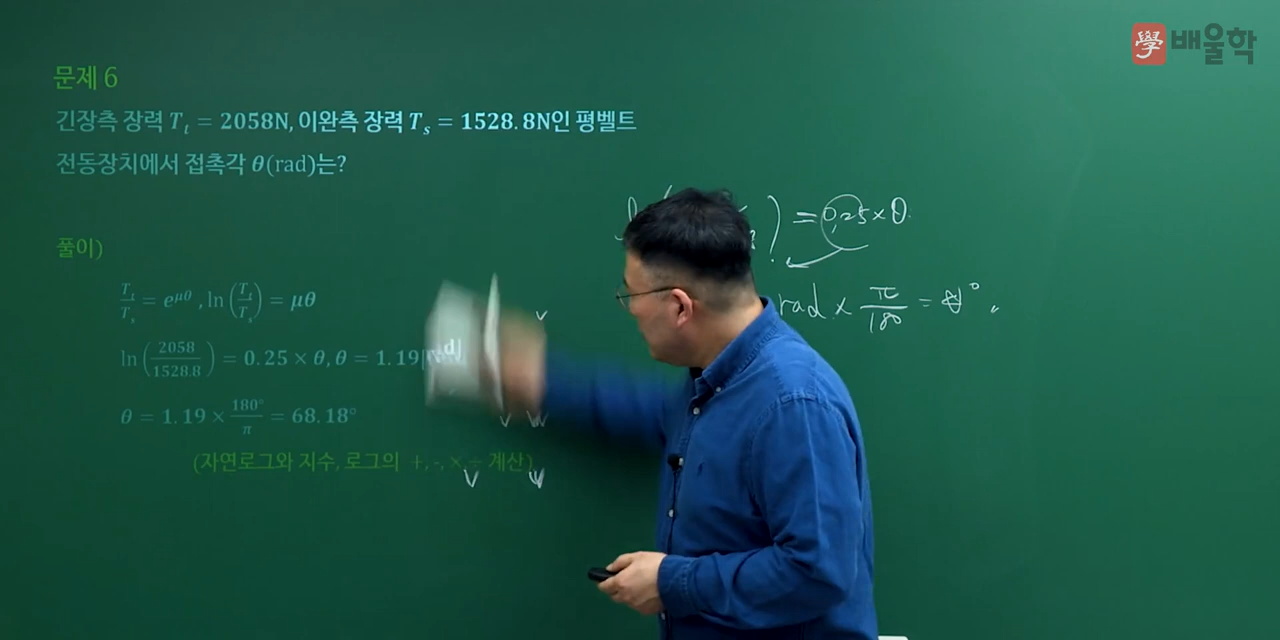 學 배울학
문제 6
긴장측 장력 T_t = 2058N, 이완측 장력 T_s = 1528.8N인 평벨트
전동장치에서 접촉각 θ(rad)는?
풀이)
T_t/T_s = e^{μθ}, ln(T_t/T_s) = μθ
ln(2058/1528.8) = 0.25 × θ, θ = 1.19[rad]
θ = 1.19 × 180°/π = 68.18°
(자연로그와 지수, 로그의 +, -, ×, ÷ 계산)
) = 0.25 × θ
rad × π/180 =